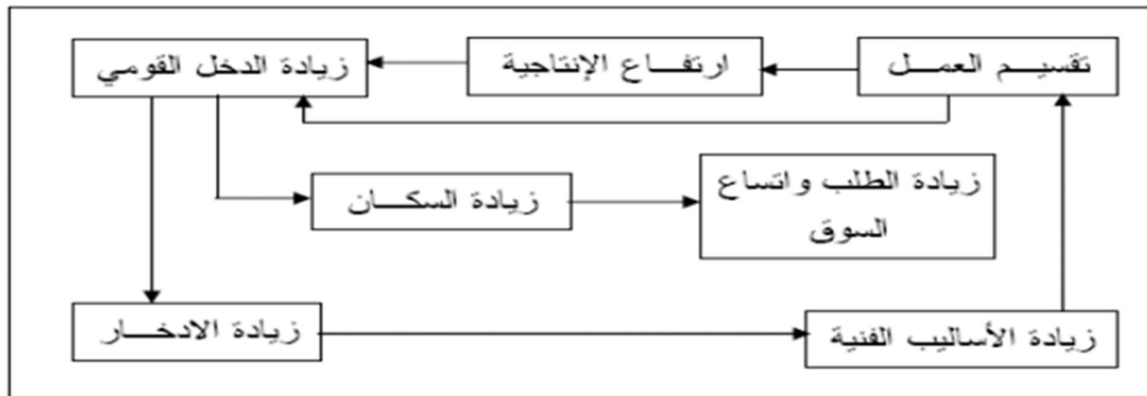 تقسيم العمل
ارتفاع الإنتاجية
زيادة الدخل القومي
زيادة السكان
زيادة الطلب واتساع
السوق
زيادة الادخار
زيادة الأساليب الفنية